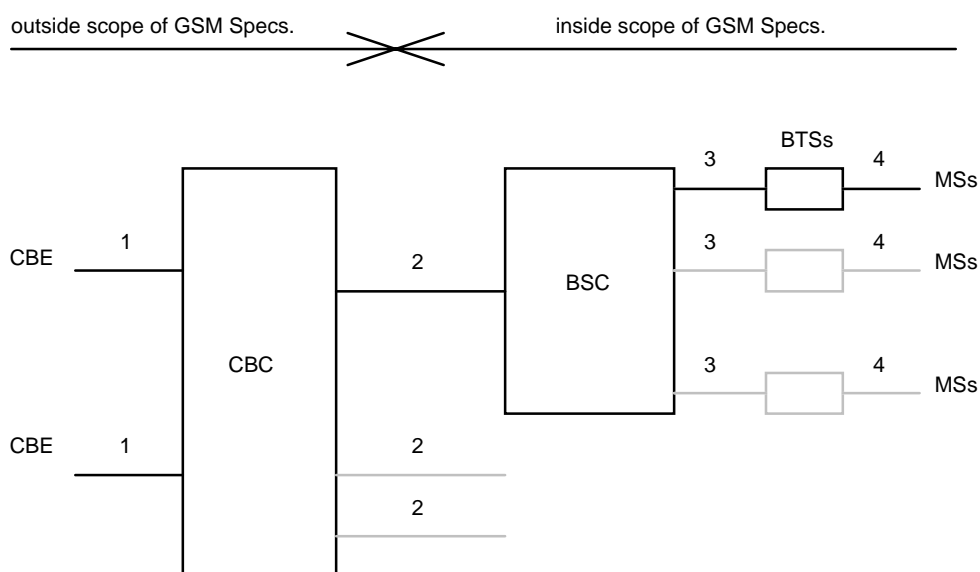 outside scope of GSM Specs.
inside scope of GSM Specs.
BTSs
3
4
MSs
1
3
4
CBE
2
MSs
BSC
CBC
3
4
MSs
CBE
1
2
2